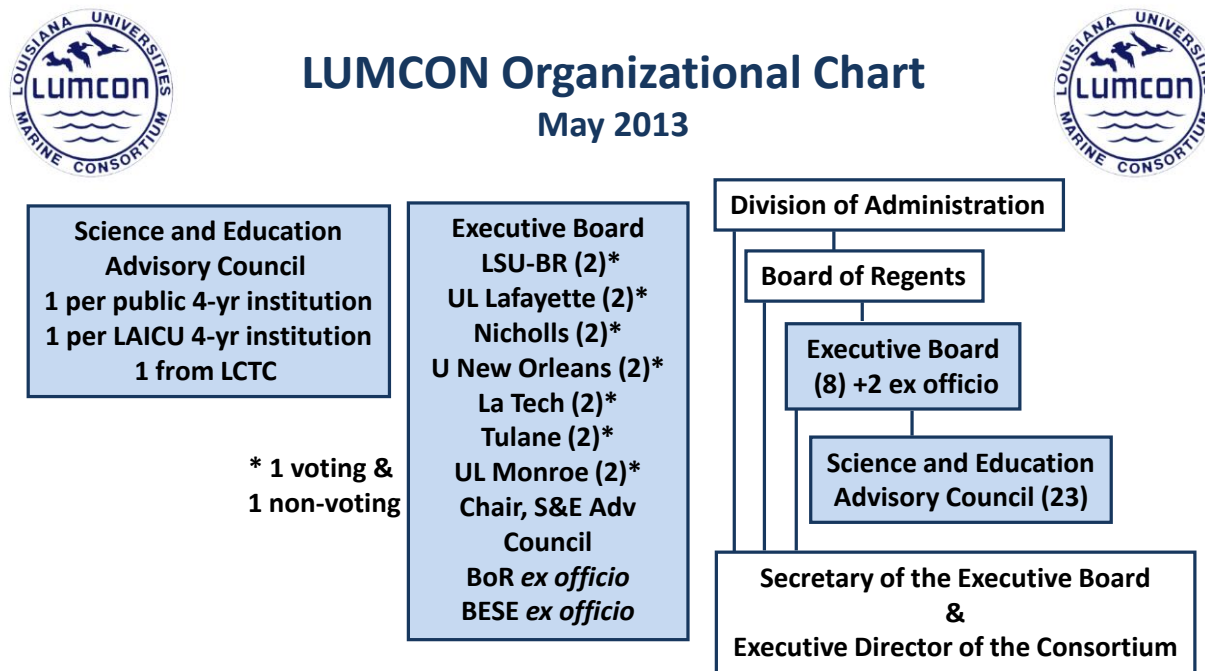 LOUISIANA UNIVERSITIES
Lumcon
MARINE CONSORTIUM
LUMCON Organizational Chart
May 2013
LOUISIANA UNIVERSITIES
Lumcon
MARINE CONSORTIUM
Science and Education
Advisory Council
1 per public 4-yr institution
1 per LAICU 4-yr institution
1 from LCTC
* 1 voting &
1 non-voting
Executive Board
LSU-BR (2)*
UL Lafayette (2)*
Nicholls (2)*
U New Orleans (2)*
La Tech (2)*
Tulane (2)*
UL Monroe (2)*
Chair, S&E Adv
Council
BoR ex officio
BESE ex officio
Division of Administration
Board of Regents
Executive Board
(8) +2 ex officio
Science and Education
Advisory Council (23)
Secretary of the Executive Board
&
Executive Director of the Consortium